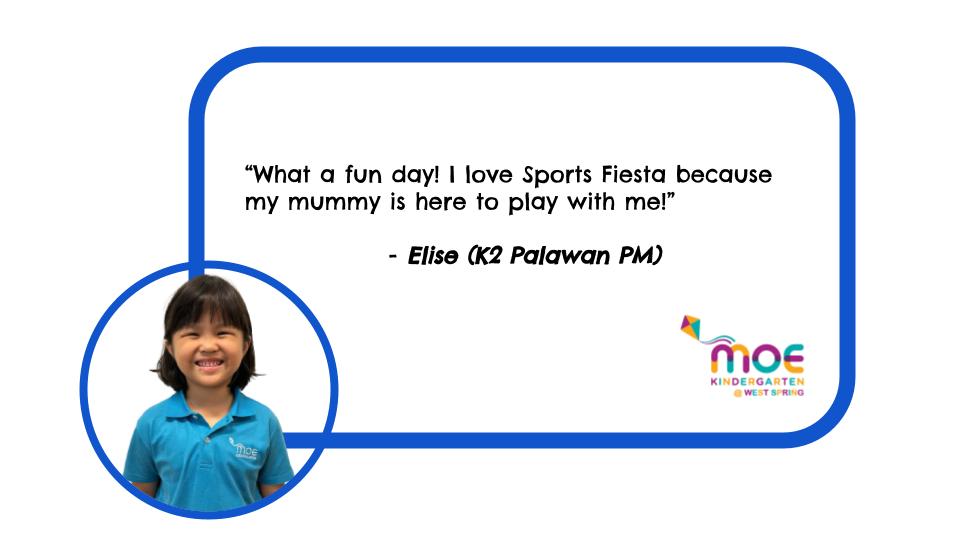 “What a fun day! I love Sports Fiesta because
my mummy is here to play with me!”
- Elise (K2 Palawan PM)
moe
KINDERGARTEN
@ WEST SPRING
moe